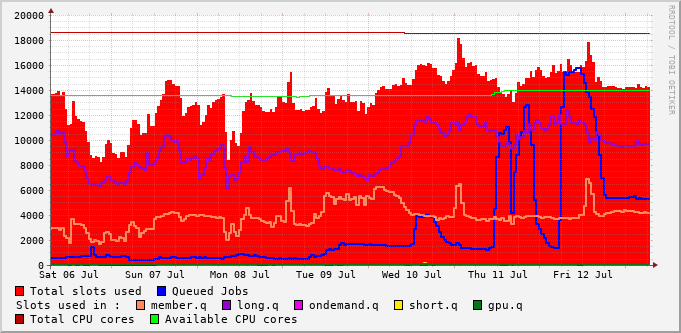 20000
18000
16000
14000
12000
10000
8000
6000
4000
2000
0
Sat 06 Jul Sun 07 Jul Mon 08 Jul Tue 09 Jul Wed 10 Jul Thu 11 Jul Fri 12 Jul
Total slots used Queued Jobs
Slots used in : member.q long.q ondemand.q short.q gpu.q
Total CPU cores Available CPU cores
RRDTOOL / TOBI OETIKER